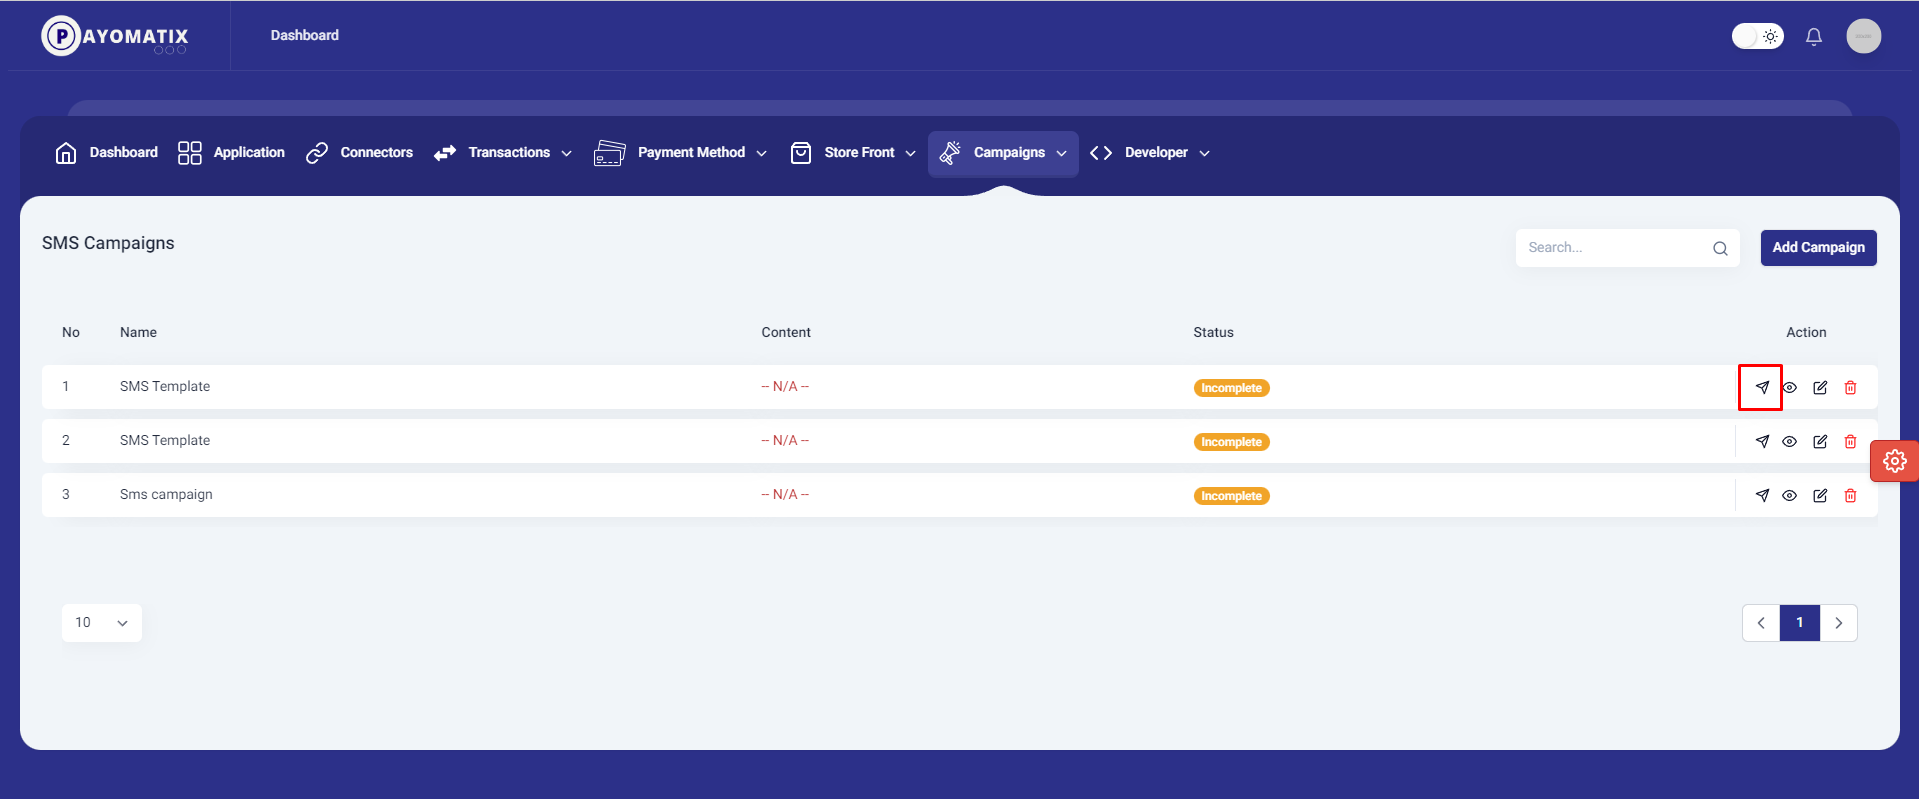 PAYOMATIX
Dashboard
Dashboard Application Connectors Transactions Payment Method Store Front Campaigns Developer
SMS Campaigns
Search...
Add Campaign
No Name Content Status Action
1 SMS Template -- N/A -- Incomplete
2 SMS Template -- N/A -- Incomplete
3 Sms campaign -- N/A -- Incomplete
10
1